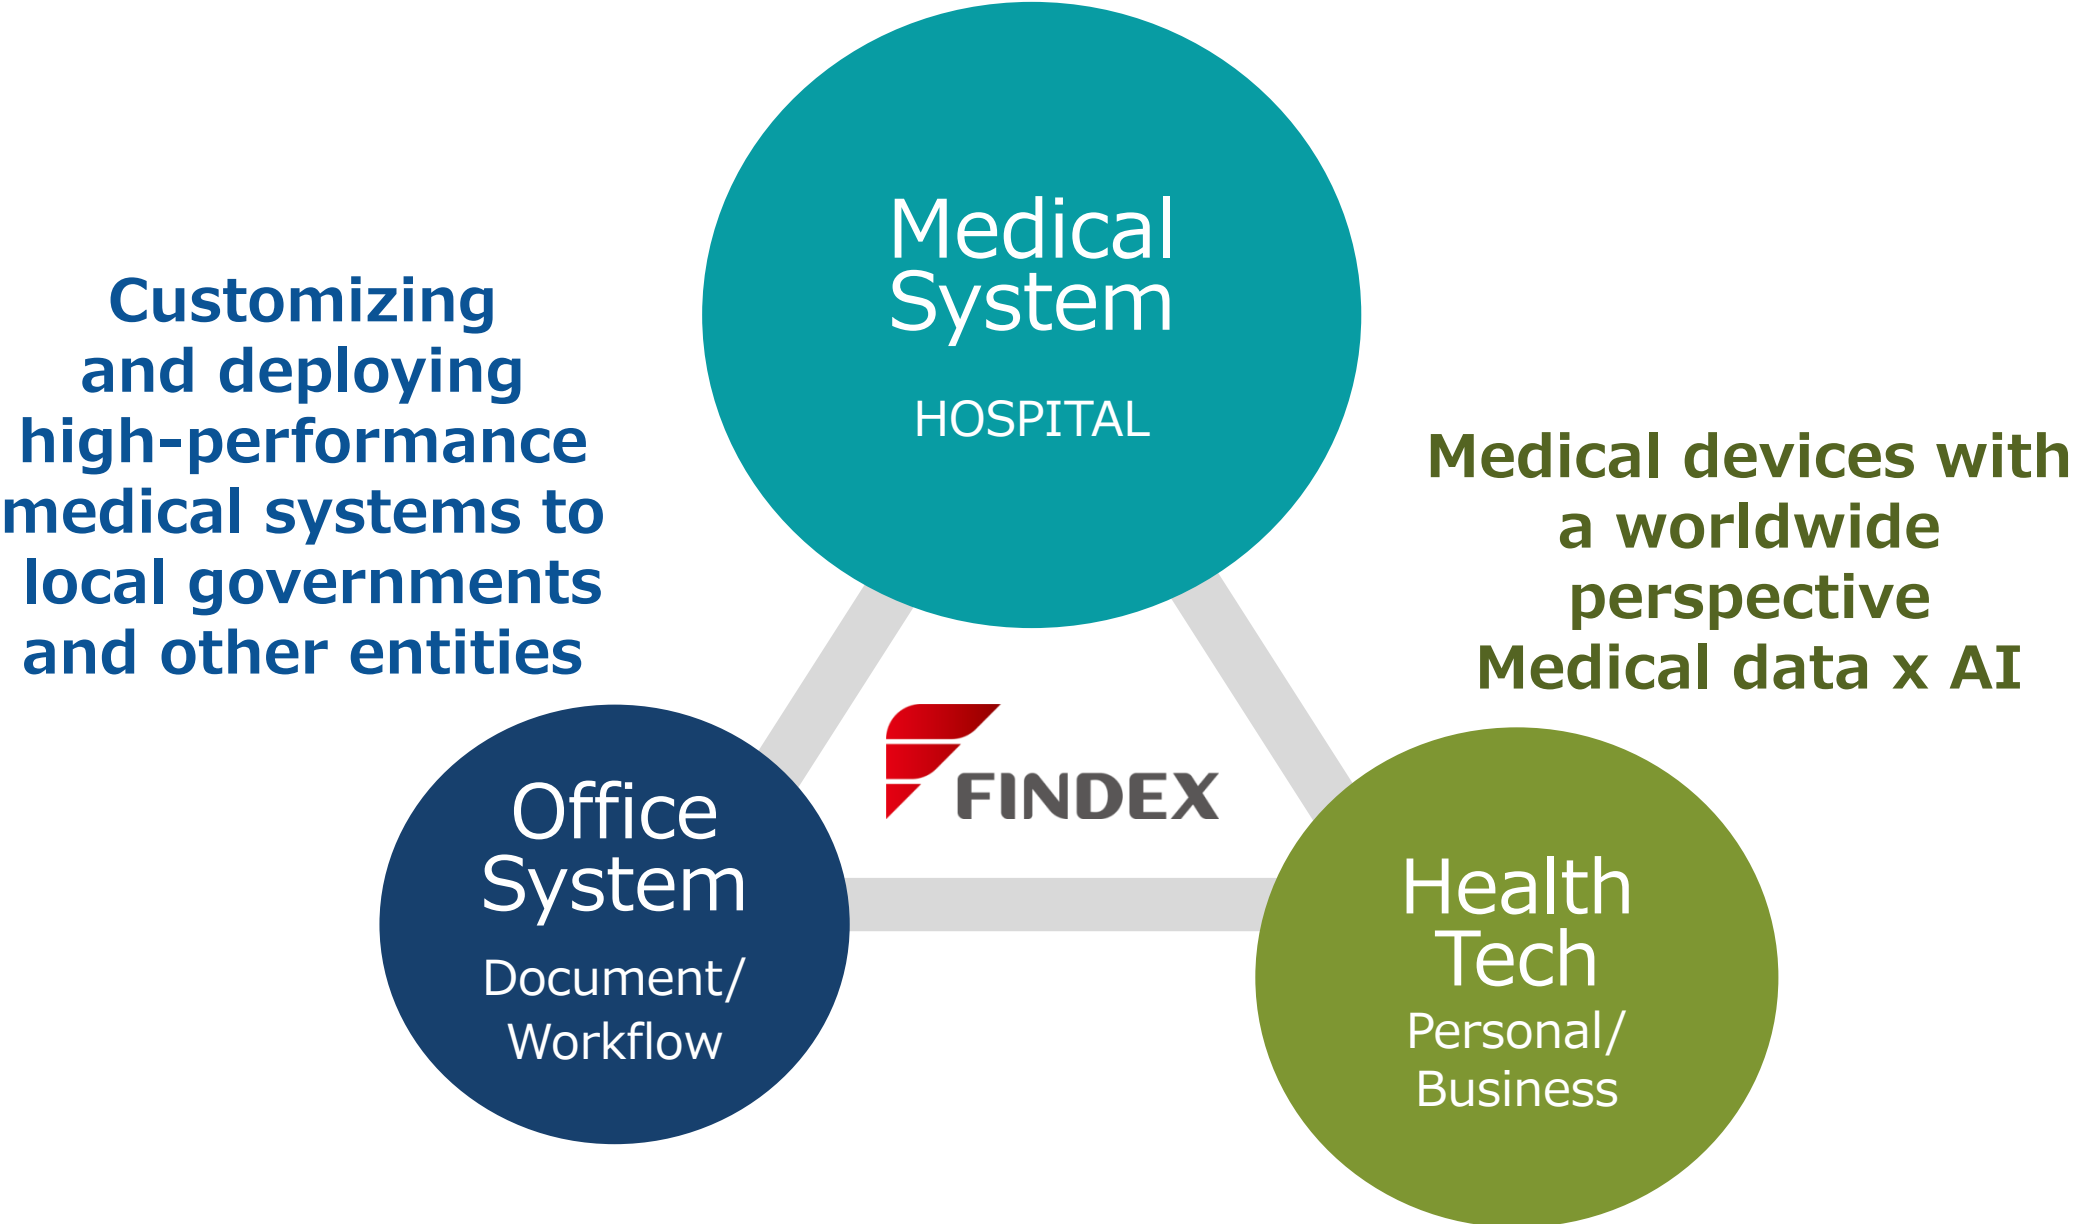 Medical
System
HOSPITAL
Customizing
and deploying
high-performance
medical systems to
local governments
and other entities
Medical devices with
a worldwide
perspective
Medical data x AI
FINDEX
Office
System
Document/
Workflow
Health
Tech
Personal/
Business